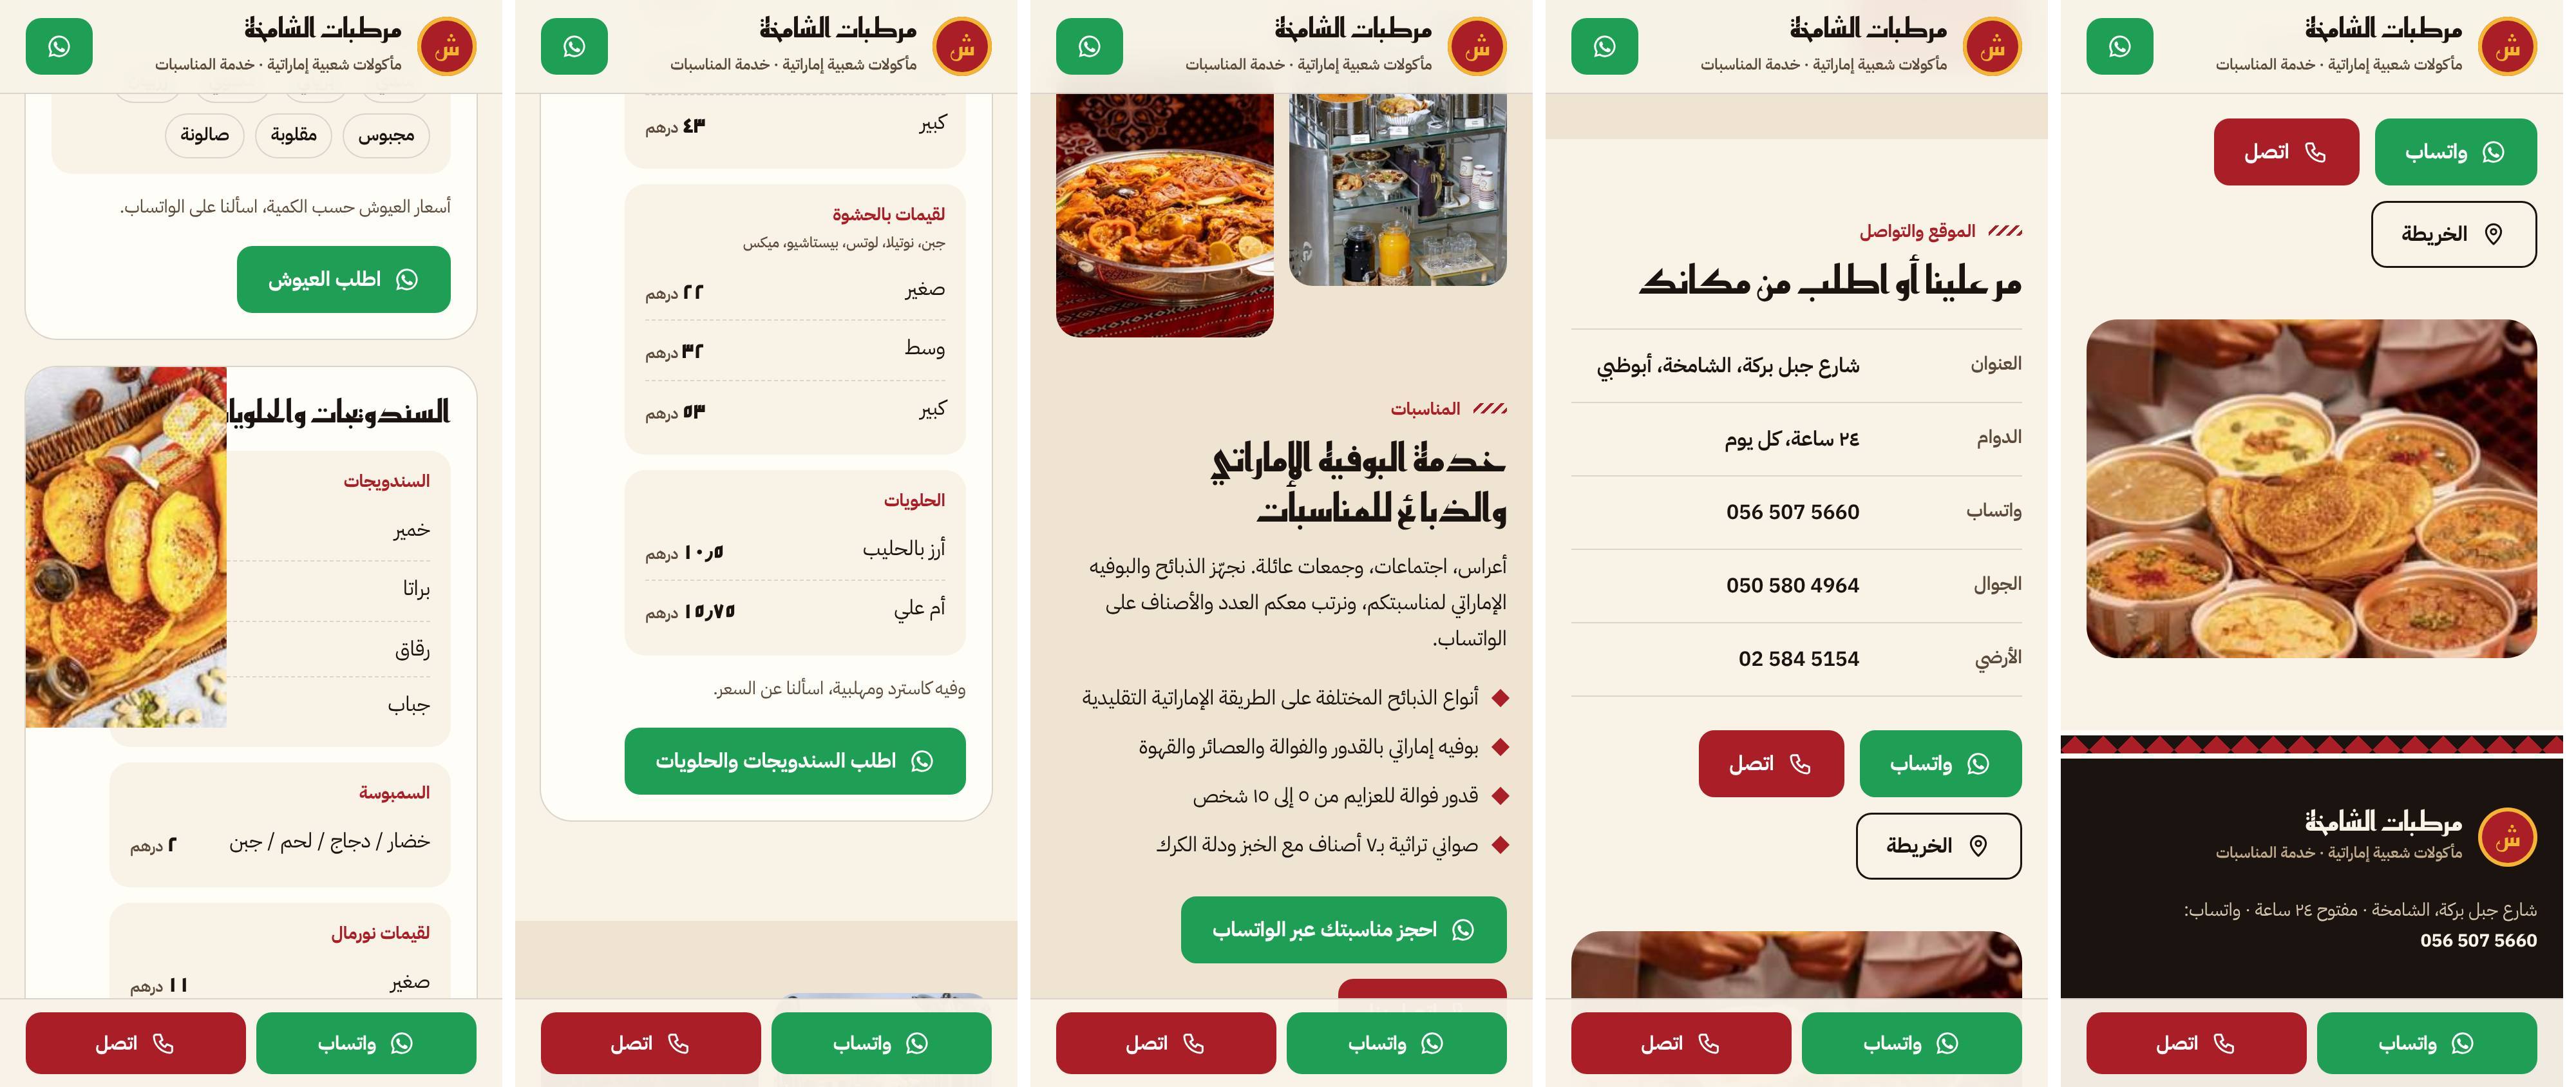 مرطبات الشامخة
مأكولات شعبية إماراتية · خدمة المناسبات
ش
مجبوس
مقلوبة
صالونة
أسعار العيوش حسب الكمية، اسألنا على الواتساب.
اطلب العيوش
السندويجات والحلويا
السندويجات
خمير
براتا
رقاق
جباب
السمبوسة
خضار / دجاج / لحم / جبن
٢ درهم
لقيمات نورمال
صغير
١١ درهم
واتساب
اتصل
مرطبات الشامخة
مأكولات شعبية إماراتية · خدمة المناسبات
ش
كبير
٤٣ درهم
لقيمات بالحشوة
جبن، نوتيلا، لوتس، بيستاشيو، ميكس
صغير
٢٢ درهم
وسط
٣٢ درهم
كبير
٥٣ درهم
الحلويات
أرز بالحليب
١٠٫٥ درهم
أم علي
١٥٫٧٥ درهم
وفيه كاسترد ومهلبية، اسألنا عن السعر.
اطلب السندويجات والحلويات
واتساب
اتصل
مرطبات الشامخة
مأكولات شعبية إماراتية · خدمة المناسبات
ش
المناسبات
خدمة البوفيه الإماراتي
والذبائح للمناسبات
أعراس، اجتماعات، وجمعات عائلة. نجهّز الذبائح والبوفيه
الإماراتي لمناسبتكم، ونرتب معكم العدد والأصناف على
الواتساب.
أنواع الذبائح المختلفة على الطريقة الإماراتية التقليدية
بوفيه إماراتي بالقدور والفوالة والعصائر والقهوة
قدور فوالة للعزايم من ٥ إلى ١٥ شخص
صواني تراثية بـ٧ أصناف مع الخبز ودلة الكرك
احجز مناسبتك عبر الواتساب
واتساب
اتصل
مرطبات الشامخة
مأكولات شعبية إماراتية · خدمة المناسبات
ش
الموقع والتواصل
مر علينا أو اطلب من مكانك
العنوان
شارع جبل بركة، الشامخة، أبوظبي
الدوام
٢٤ ساعة، كل يوم
واتساب
056 507 5660
الجوال
050 580 4964
الأرضي
02 584 5154
واتساب
اتصل
الخريطة
واتساب
اتصل
مرطبات الشامخة
مأكولات شعبية إماراتية · خدمة المناسبات
ش
واتساب
اتصل
الخريطة
مرطبات الشامخة
مأكولات شعبية إماراتية · خدمة المناسبات
ش
شارع جبل بركة، الشامخة · مفتوح ٢٤ ساعة · واتساب:
056 507 5660
واتساب
اتصل